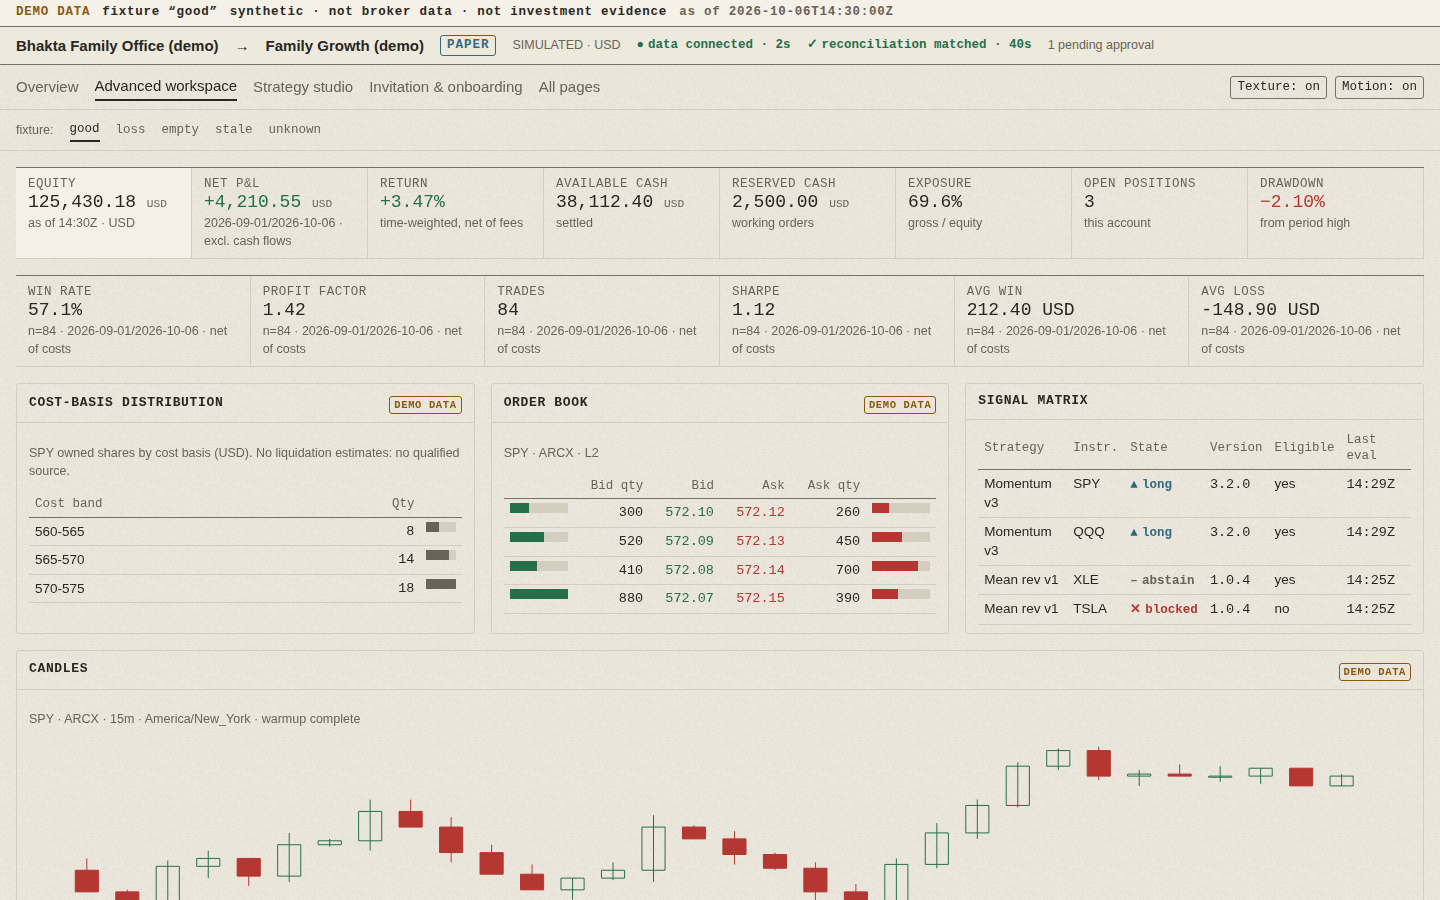 DEMO DATA fixture “good” synthetic · not broker data · not investment evidence as of 2026-10-06T14:30:00Z
Bhakta Family Office (demo) → Family Growth (demo) PAPER SIMULATED · USD ● data connected · 2s ✓ reconciliation matched · 40s 1 pending approval
Overview Advanced workspace Strategy studio Invitation & onboarding All pages Texture: on Motion: on
fixture: good loss empty stale unknown
EQUITY NET P&L RETURN AVAILABLE CASH RESERVED CASH EXPOSURE OPEN POSITIONS DRAWDOWN
125,430.18 USD +4,210.55 USD +3.47% 38,112.40 USD 2,500.00 USD 69.6% 3 −2.10%
as of 14:30Z · USD 2026-09-01/2026-10-06 · time-weighted, net of fees settled working orders gross / equity this account from period high
excl. cash flows
WIN RATE PROFIT FACTOR TRADES SHARPE AVG WIN AVG LOSS
57.1% 1.42 84 1.12 212.40 USD -148.90 USD
n=84 · 2026-09-01/2026-10-06 · net n=84 · 2026-09-01/2026-10-06 · net n=84 · 2026-09-01/2026-10-06 · net n=84 · 2026-09-01/2026-10-06 · net n=84 · 2026-09-01/2026-10-06 · net n=84 · 2026-09-01/2026-10-06 · net
of costs of costs of costs of costs of costs of costs
COST-BASIS DISTRIBUTION DEMO DATA
SPY owned shares by cost basis (USD). No liquidation estimates: no qualified
source.
Cost band Qty
560-565 8
565-570 14
570-575 18
ORDER BOOK DEMO DATA
SPY · ARCX · L2
Bid qty Bid Ask Ask qty
300 572.10 572.12 260
520 572.09 572.13 450
410 572.08 572.14 700
880 572.07 572.15 390
SIGNAL MATRIX
Strategy Instr. State Version Eligible Last
eval
Momentum SPY ▲ long 3.2.0 yes 14:29Z
v3
Momentum QQQ ▲ long 3.2.0 yes 14:29Z
v3
Mean rev v1 XLE – abstain 1.0.4 yes 14:25Z
Mean rev v1 TSLA ✕ blocked 1.0.4 no 14:25Z
CANDLES DEMO DATA
SPY · ARCX · 15m · America/New_York · warmup complete